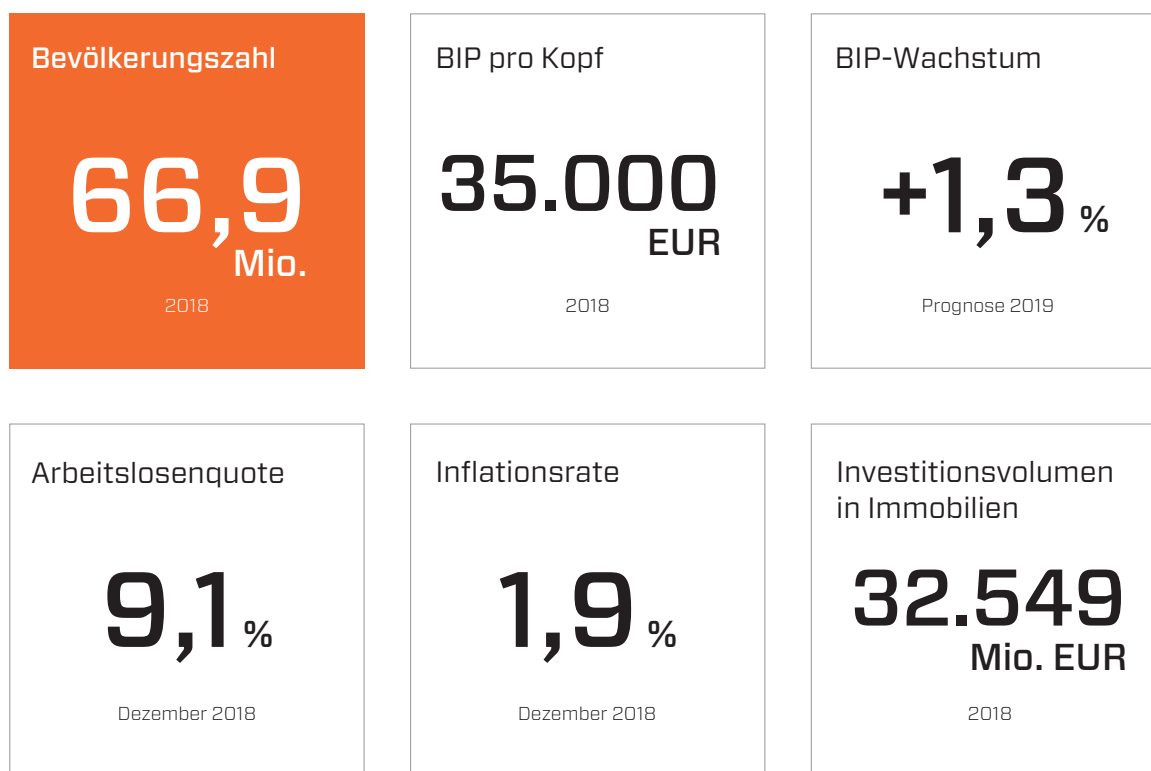 Bevölkerungszahl
66,9
Mio.
2018
BIP pro Kopf
35.000
EUR
2018
BIP-Wachstum
+1,3 %
Prognose 2019
Arbeitslosenquote
9,1 %
Dezember 2018
Inflationsrate
1,9 %
Dezember 2018
Investitionsvolumen
in Immobilien
32.549
Mio. EUR
2018